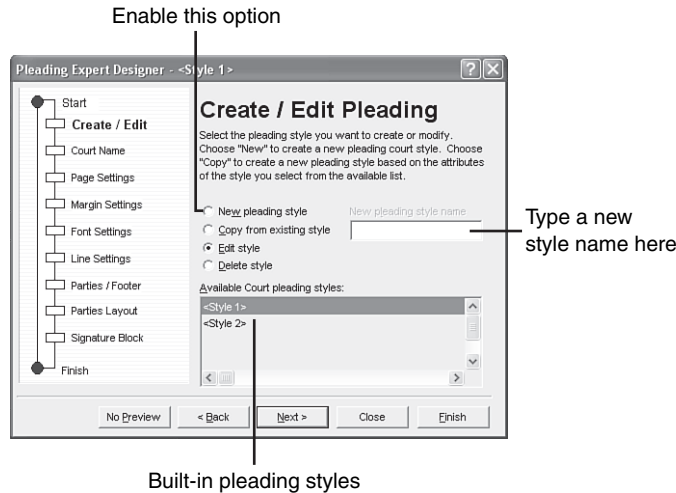 Enable this option
Pleading Expert Designer - <Style 1>
Start
Create / Edit
Court Name
Page Settings
Margin Settings
Font Settings
Line Settings
Parties / Footer
Parties Layout
Signature Block
Finish
Create / Edit Pleading
Select the pleading style you want to create or modify.
Choose "New" to create a new pleading court style. Choose
"Copy" to create a new pleading style based on the attributes
of the style you select from the available list.
New pleading style
New pleading style name
Copy from existing style
Edit style
Delete style
Type a new
style name here
Available Court pleading styles:
<Style 1>
<Style 2>
No Preview
< Back
Next >
Close
Finish
Built-in pleading styles